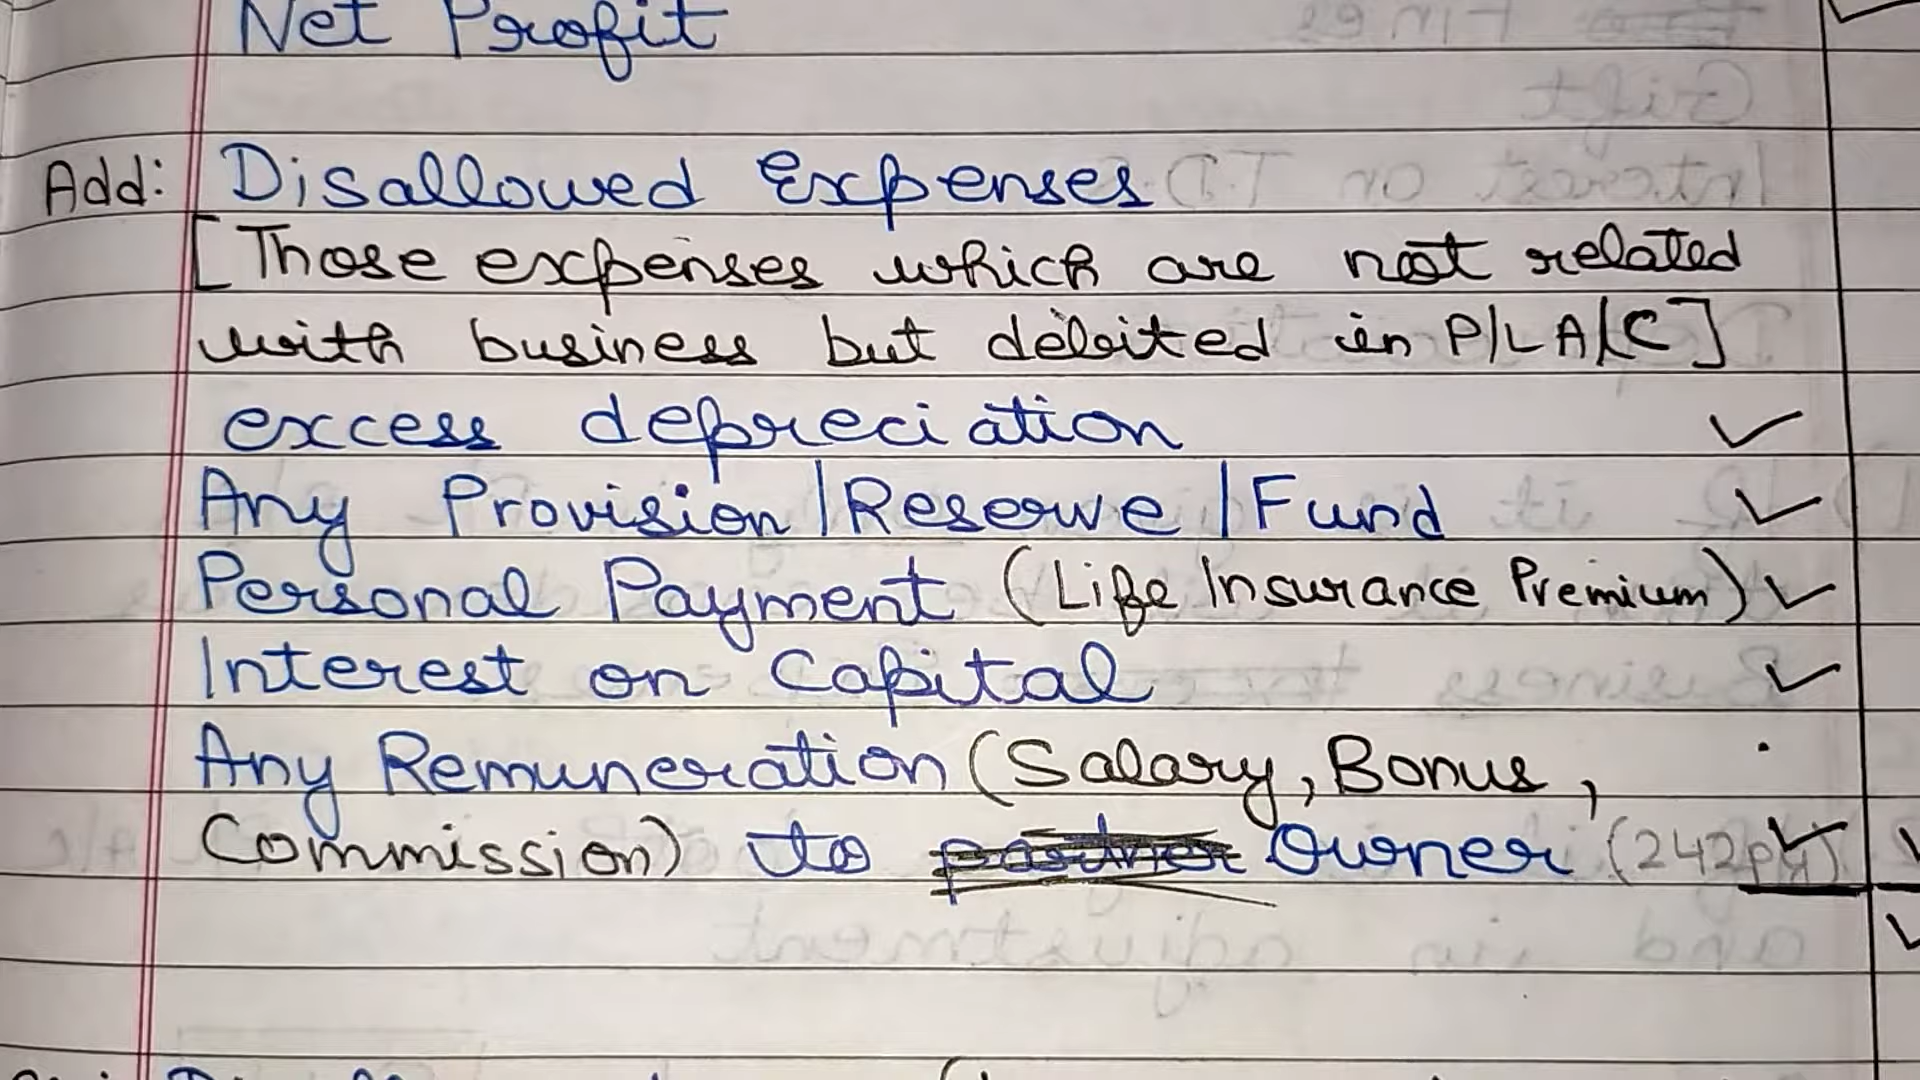 Net Profit
Add: Disallowed Expenses
[Those expenses which are not related
with business but debited in P/L A/C]
excess depreciation ✓
Any Provision/Reserve/Fund ✓
Personal Payment (Life Insurance Premium) ✓
Interest on Capital ✓
Any Remuneration (Salary, Bonus,
Commission) to partner Owner (242 ✓